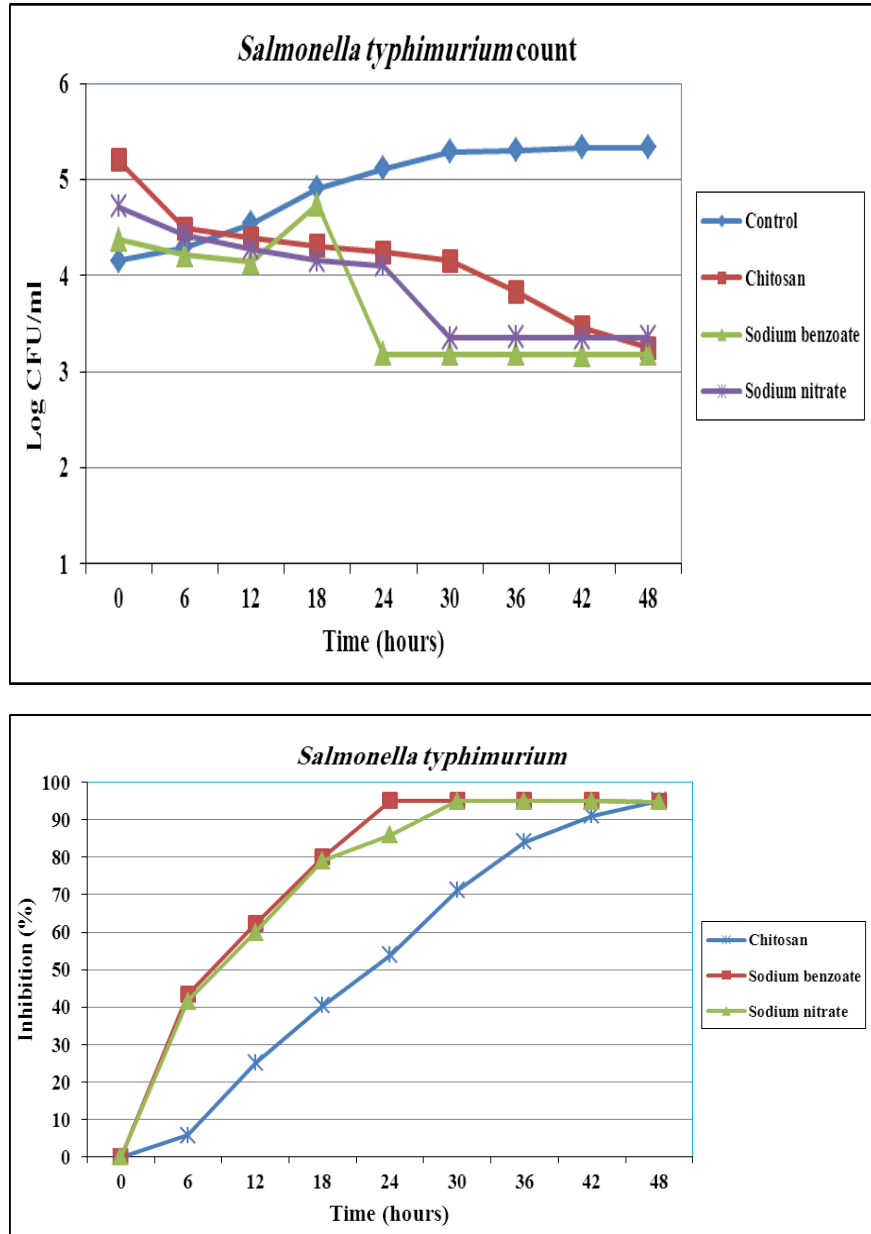 Salmonella typhimurium count
6
5
4
3
2
1
Log CFU/ml
0 6 12 18 24 30 36 42 48
Time (hours)
Control
Chitosan
Sodium benzoate
Sodium nitrate
Salmonella typhimurium
100
90
80
70
60
50
40
30
20
10
0
Inhibition (%)
0 6 12 18 24 30 36 42 48
Time (hours)
Chitosan
Sodium benzoate
Sodium nitrate